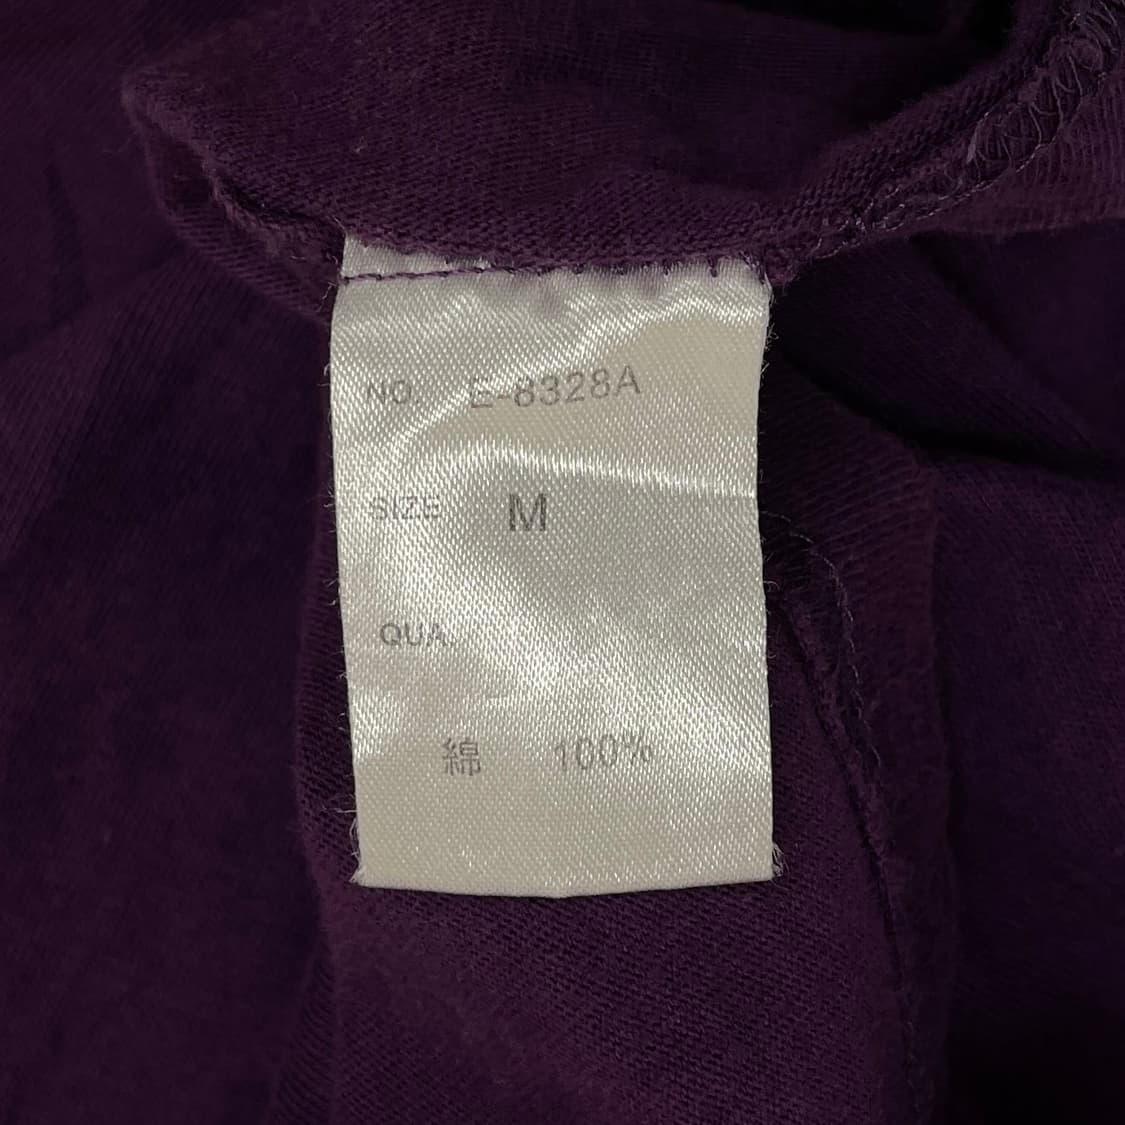 NO. E-8328A
SIZE M
QUA.
綿 100%